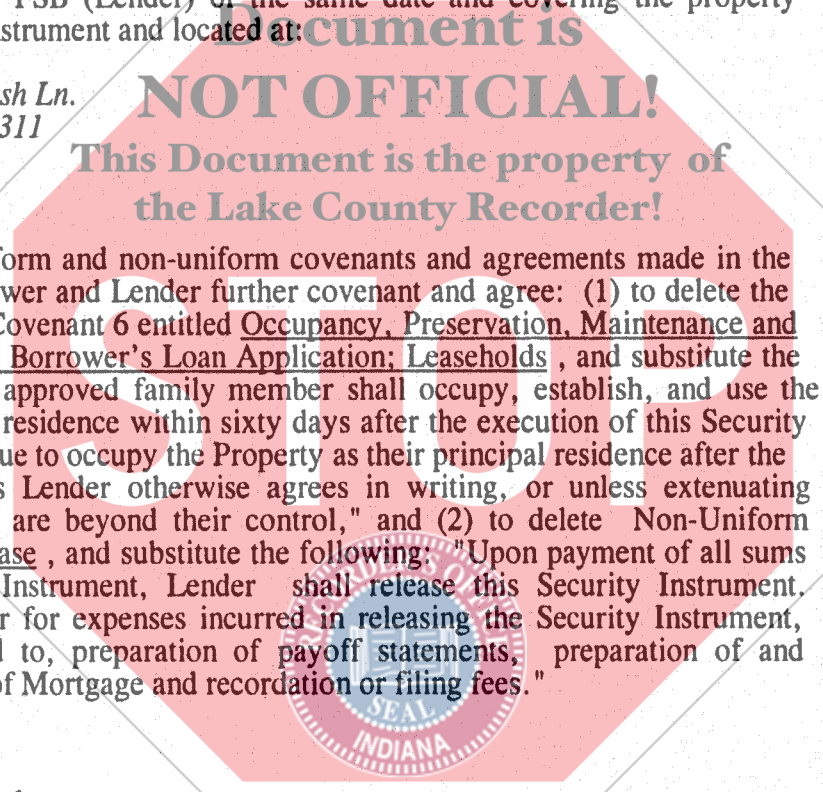 FSB (Lender) of the same date and covering the property
strument and located at:
Document is
NOT OFFICIAL!
sh Ln.
311
This Document is the property of
the Lake County Recorder!
form and non-uniform covenants and agreements made in the
wer and Lender further covenant and agree: (1) to delete the
Covenant 6 entitled Occupancy, Preservation, Maintenance and
Borrower's Loan Application; Leaseholds , and substitute the
approved family member shall occupy, establish, and use the
residence within sixty days after the execution of this Security
ue to occupy the Property as their principal residence after the
s Lender otherwise agrees in writing, or unless extenuating
are beyond their control," and (2) to delete Non-Uniform
ase , and substitute the following: "Upon payment of all sums
Instrument, Lender shall release this Security Instrument.
r for expenses incurred in releasing the Security Instrument,
d to, preparation of payoff statements, preparation of and
of Mortgage and recordation or filing fees."
STOP
RECORDER'S OFFICE
SEAL
INDIANA